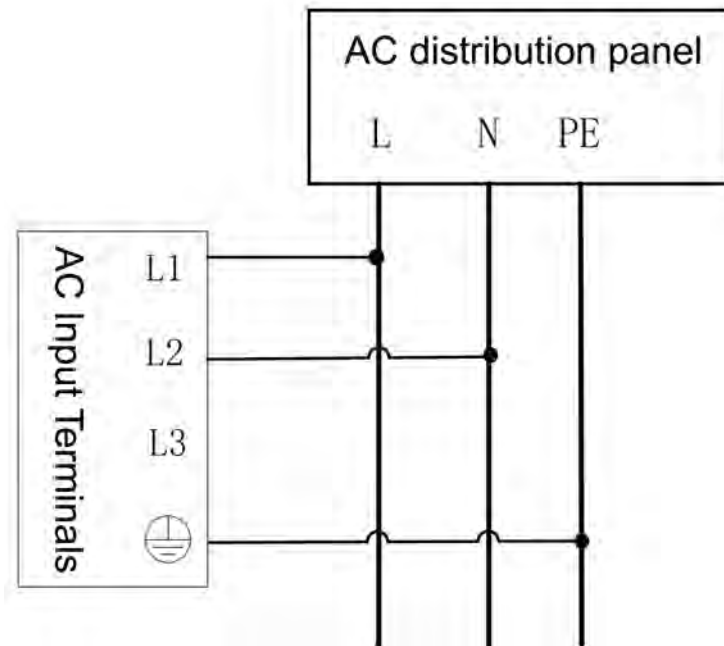 AC distribution panel
L N PE
AC Input Terminals
L1
L2
L3